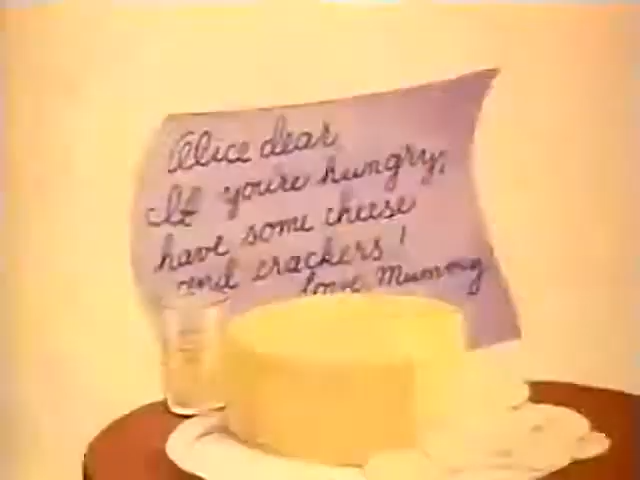 Alice dear,
If you're hungry,
have some cheese
and crackers!
Love Mummy